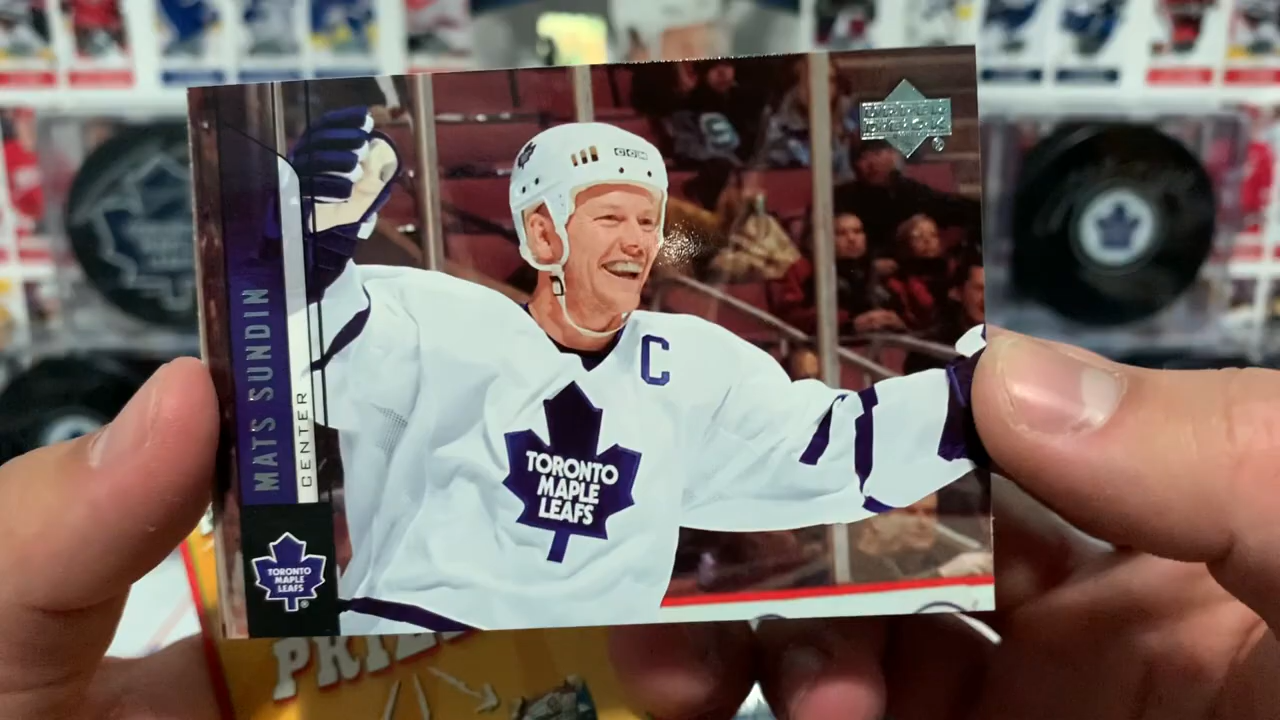 UPPER DECK
CCM
C
MATS SUNDIN
CENTER
TORONTO
MAPLE
LEAFS
TORONTO
MAPLE
LEAFS